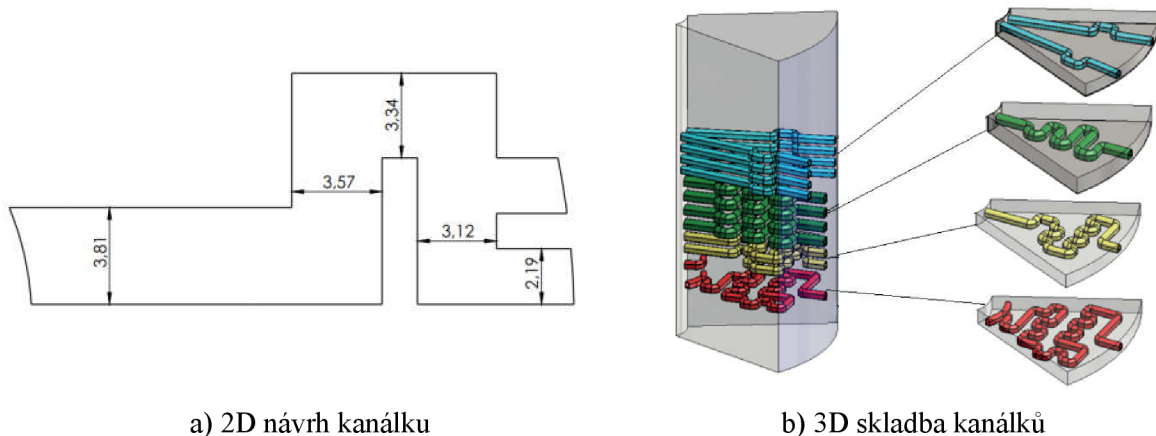 3,34
3,57
3,81
3,12
2,19
a) 2D návrh kanálku
b) 3D skladba kanálků